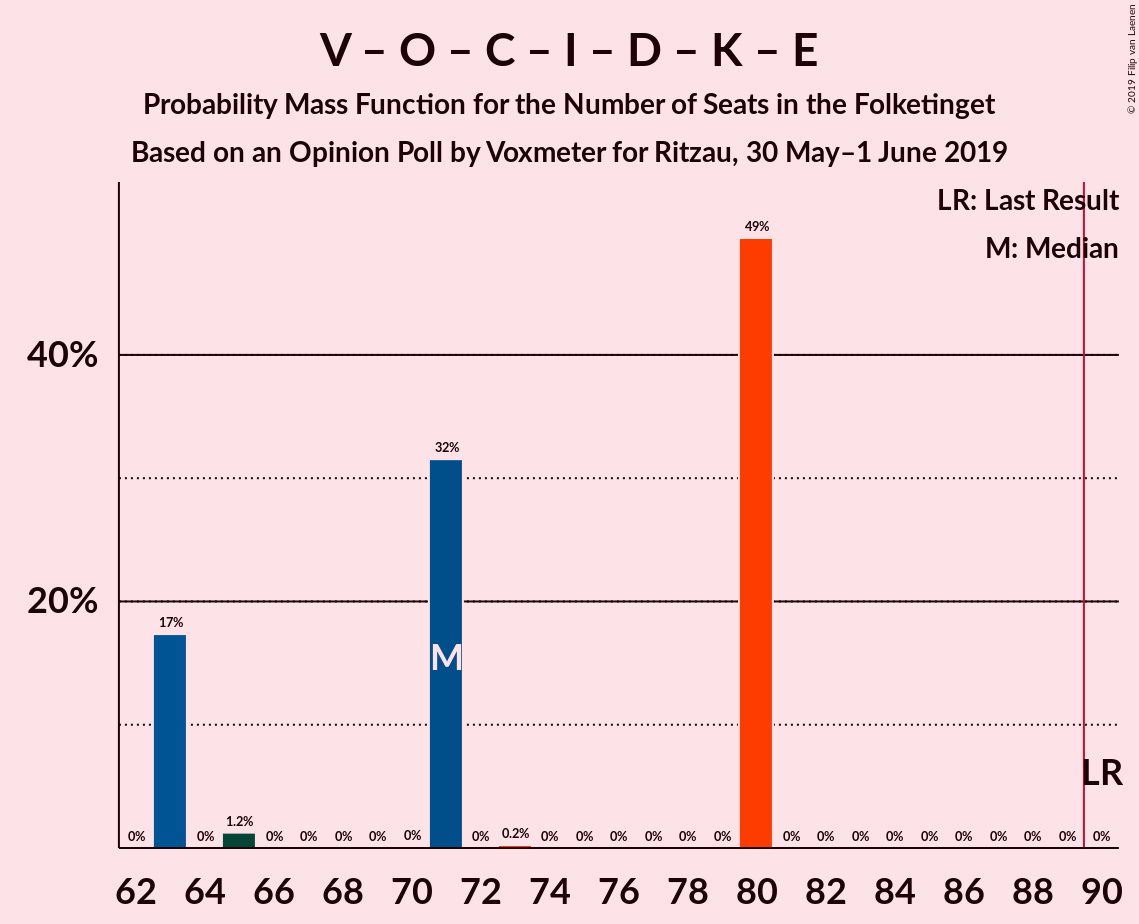 V – O – C – I – D – K – E
Probability Mass Function for the Number of Seats in the Folketinget
Based on an Opinion Poll by Voxmeter for Ritzau, 30 May–1 June 2019
© 2019 Filip van Laenen
LR: Last Result
M: Median
49%
40%
32%
20%
17%
M
LR
0% 0% 1.2% 0% 0% 0% 0% 0% 0% 0.2% 0% 0% 0% 0% 0% 0% 0% 0% 0% 0% 0% 0% 0% 0% 0%
62 64 66 68 70 72 74 76 78 80 82 84 86 88 90